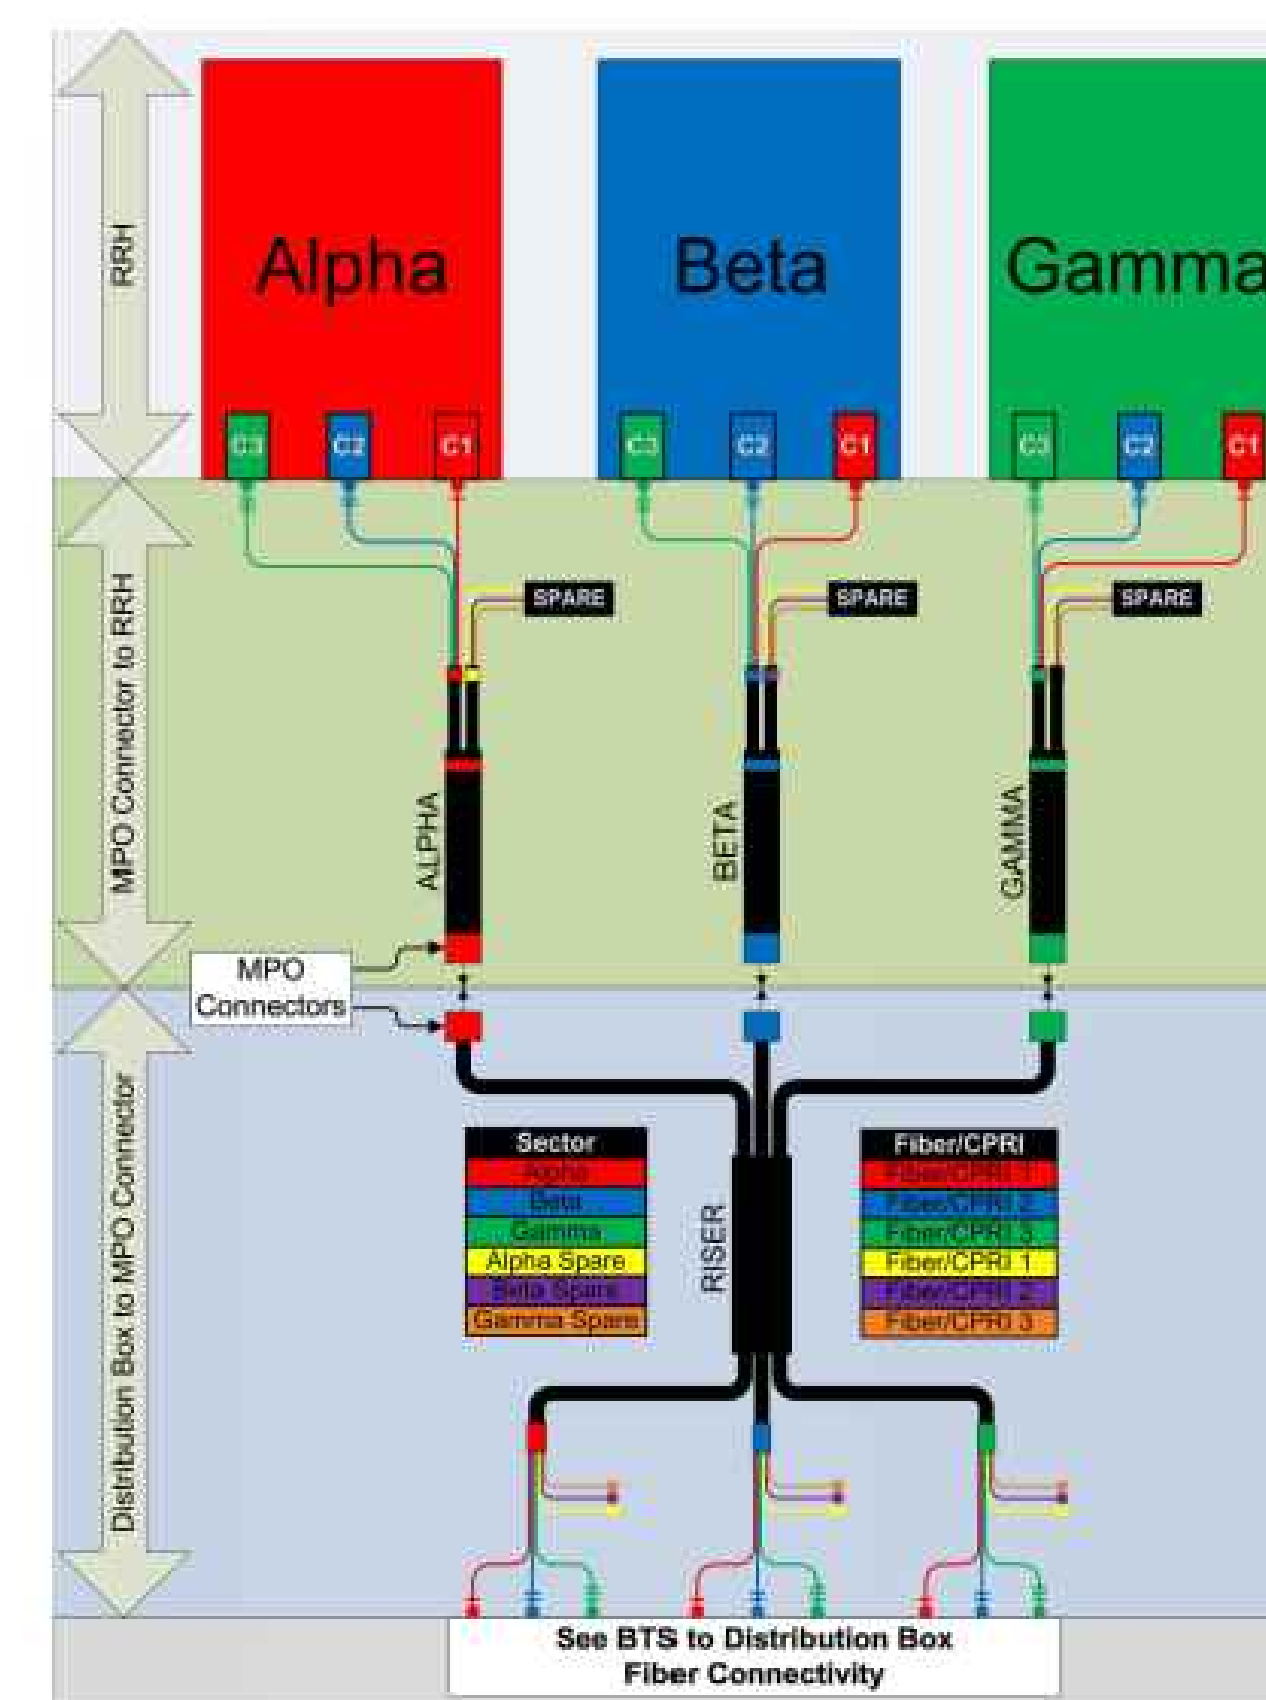 RRH
Alpha
Beta
Gamma
C3
C2
C1
C3
C2
C1
C3
C2
C1
MPO Connector to RRH
SPARE
SPARE
SPARE
ALPHA
BETA
GAMMA
MPO
Connectors
Distribution Box to MPO Connector
Sector
Alpha
Beta
Gamma
Alpha Spare
Beta Spare
Gamma Spare
RISER
Fiber/CPRI
Fiber/CPRI 1
Fiber/CPRI 2
Fiber/CPRI 3
Fiber/CPRI 1
Fiber/CPRI 2
Fiber/CPRI 3
See BTS to Distribution Box
Fiber Connectivity